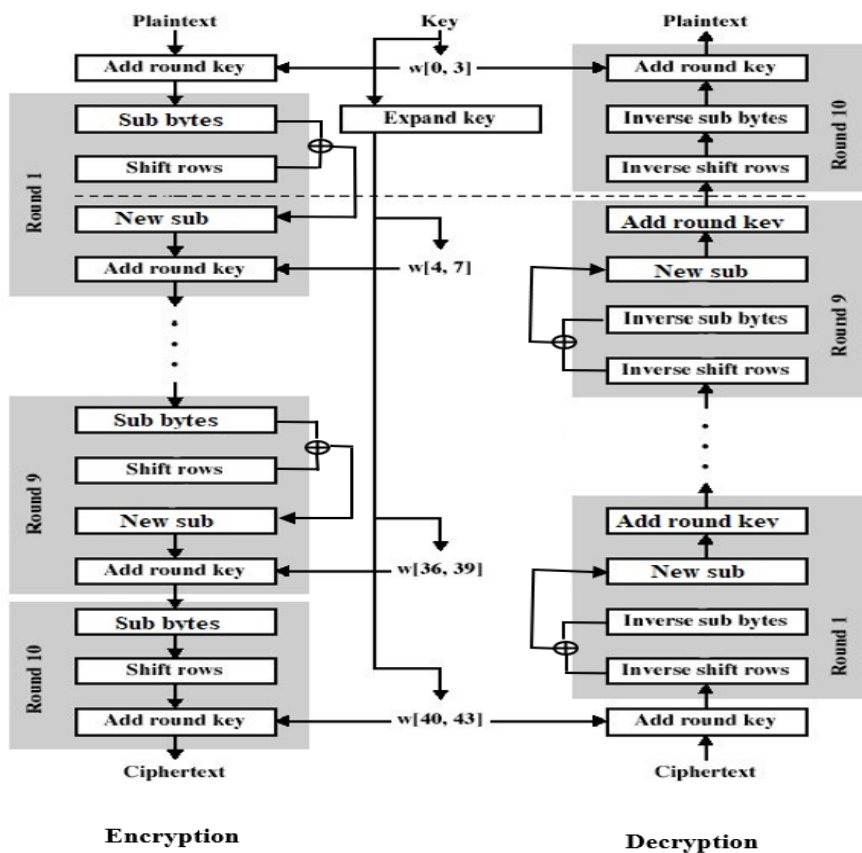 Plaintext
Add round key
Round 1
Sub bytes
Shift rows
New sub
Add round key
Round 9
Sub bytes
Shift rows
New sub
Add round key
Round 10
Sub bytes
Shift rows
Add round key
Ciphertext
Encryption
Key
w[0, 3]
Expand key
w[4, 7]
w[36, 39]
w[40, 43]
Plaintext
Add round key
Inverse sub bytes
Inverse shift rows
Round 10
Add round key
New sub
Inverse sub bytes
Inverse shift rows
Round 9
Add round key
New sub
Inverse sub bytes
Inverse shift rows
Round 1
Add round key
Ciphertext
Decryption